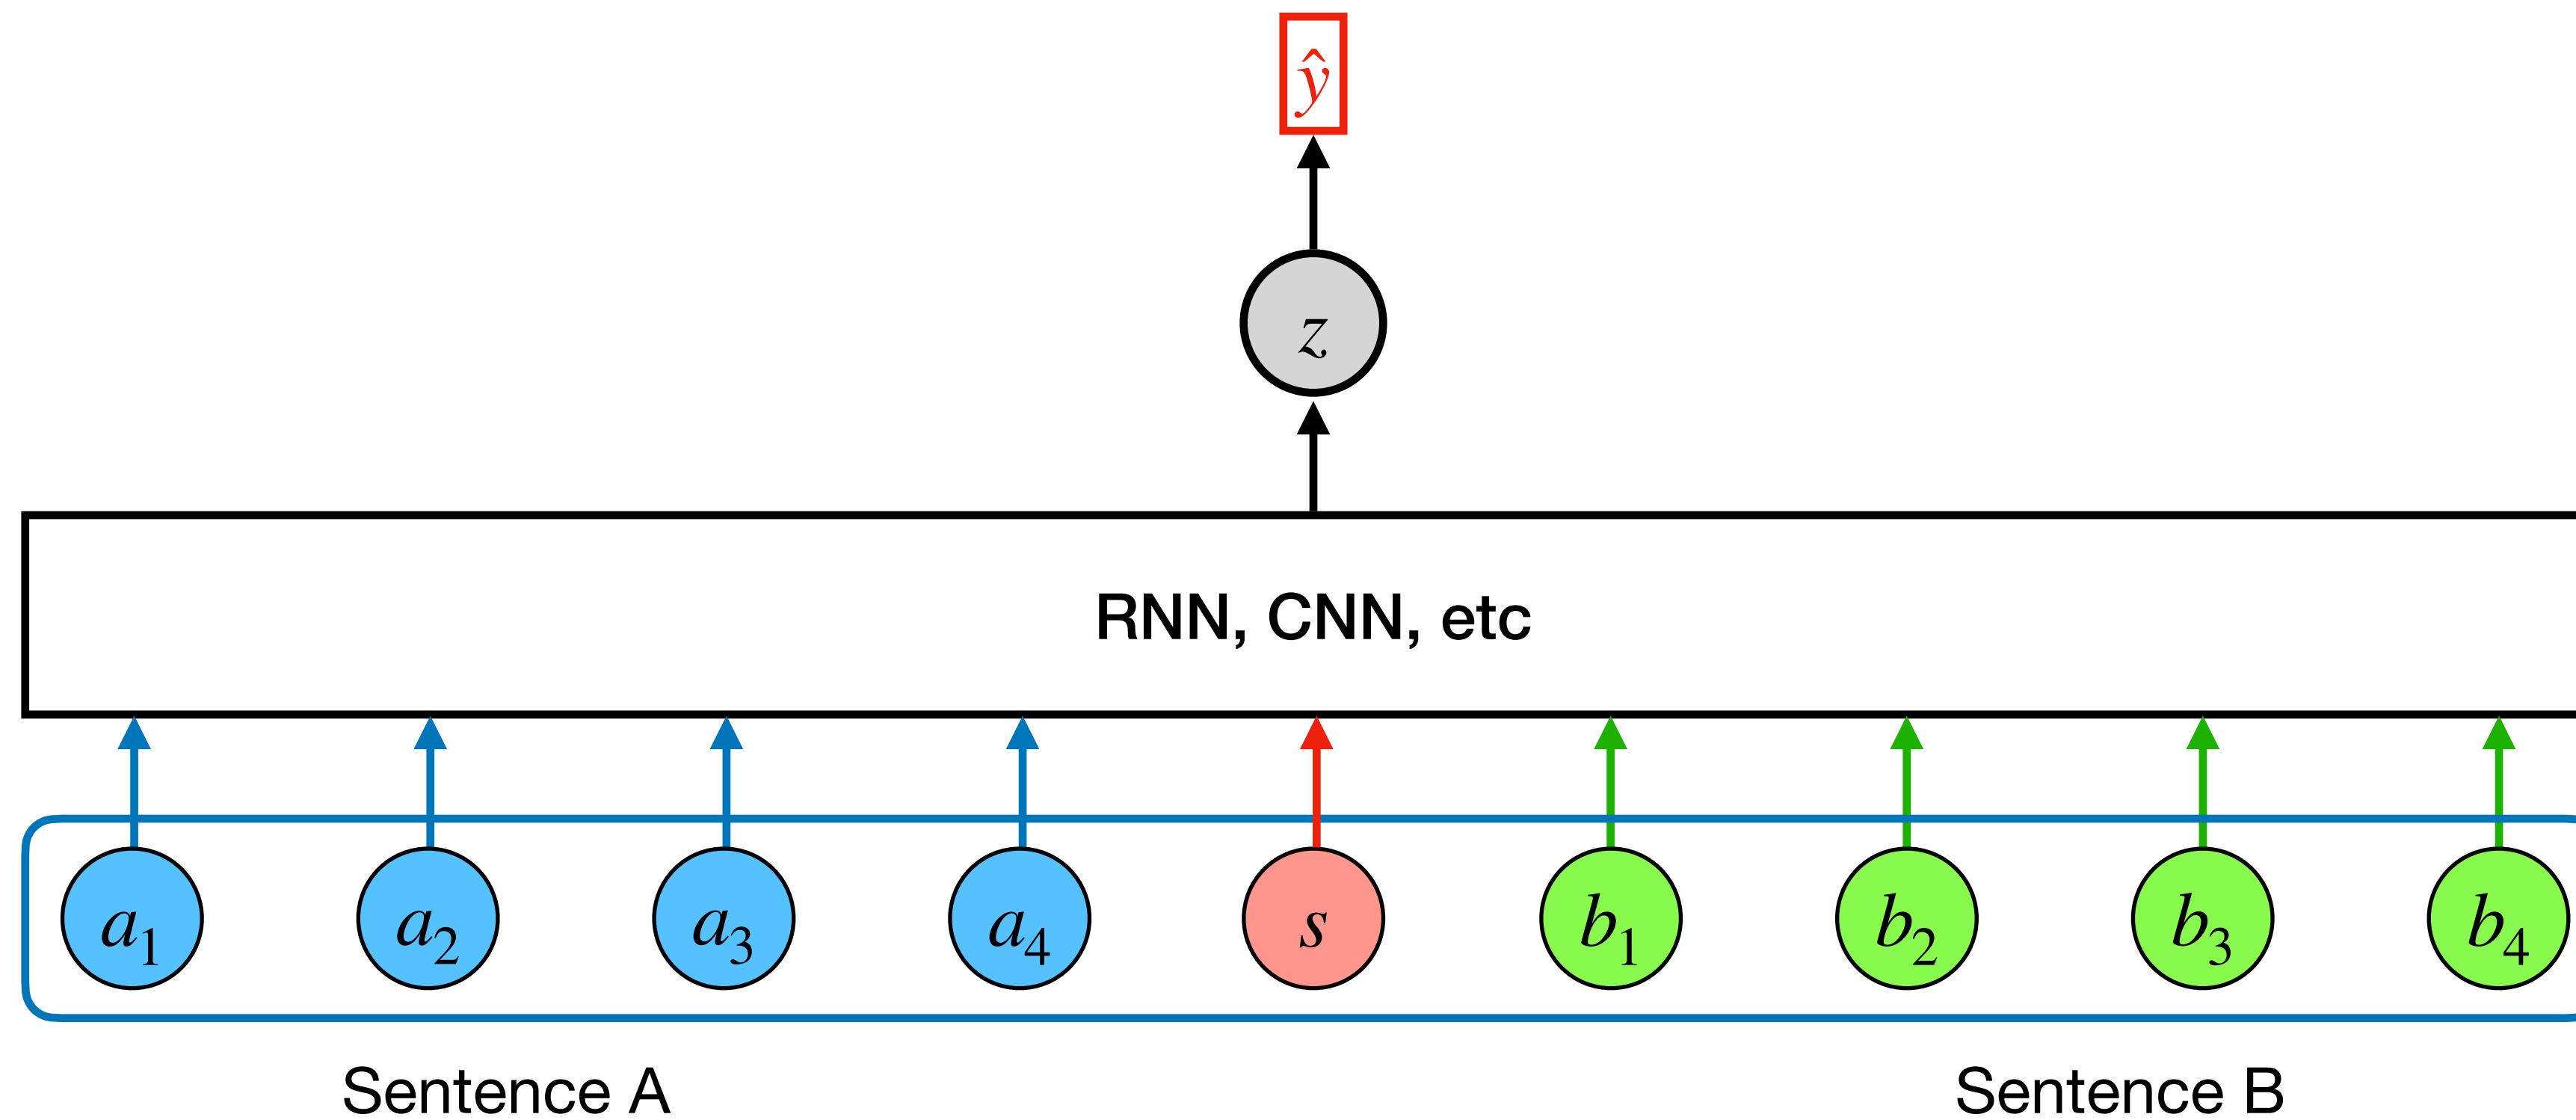 ŷ
z
RNN, CNN, etc
a₁ a₂ a₃ a₄ s b₁ b₂ b₃ b₄
Sentence A Sentence B